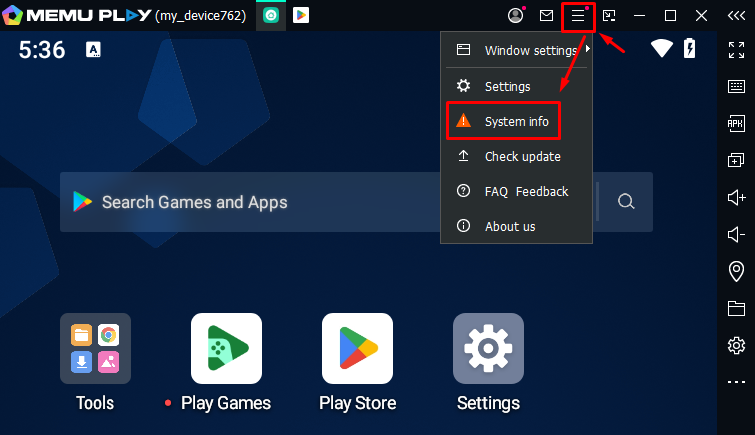 MEMU PLAY (my_device762)
5:36 A
Window settings
Settings
System info
Check update
FAQ Feedback
About us
APK
Search Games and Apps
Tools
Play Games
Play Store
Settings